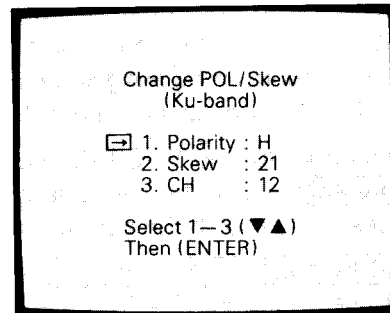 Change POL/Skew
(Ku-band)
→ 1. Polarity : H
2. Skew : 21
3. CH : 12
Select 1—3 (▼▲)
Then (ENTER)